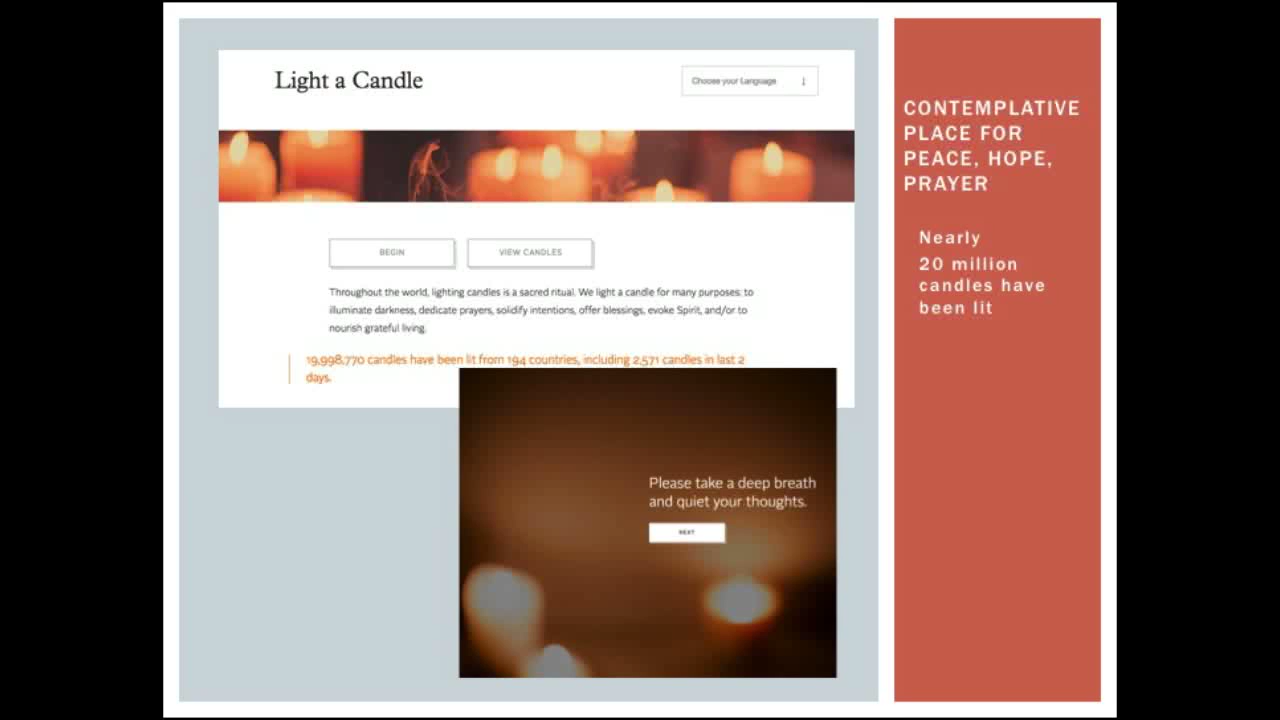 Light a Candle
Choose your Language
BEGIN
VIEW CANDLES
Throughout the world, lighting candles is a sacred ritual. We light a candle for many purposes: to
illuminate darkness, dedicate prayers, solidify intentions, offer blessings, evoke Spirit, and/or to
nourish grateful living.
19,998,770 candles have been lit from 194 countries, including 2,571 candles in last 2
days.
Please take a deep breath
and quiet your thoughts.
NEXT
CONTEMPLATIVE
PLACE FOR
PEACE, HOPE,
PRAYER
Nearly
20 million
candles have
been lit